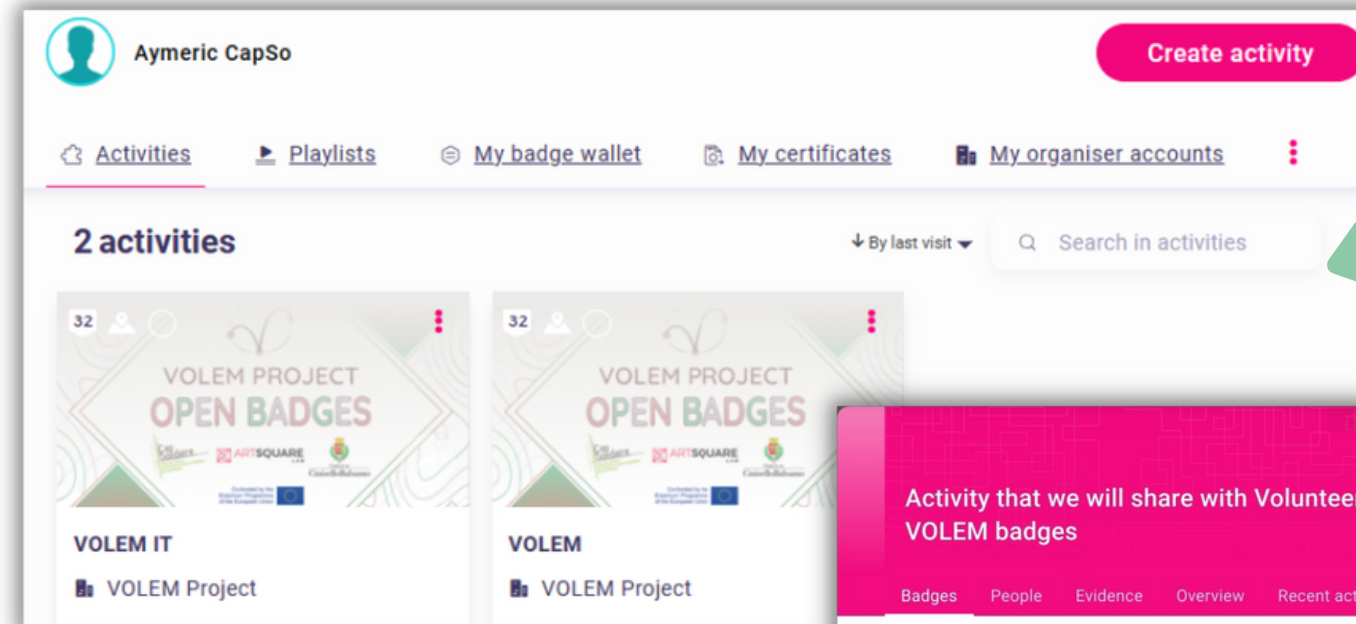 Aymeric CapSo
Create activity
Activities
Playlists
My badge wallet
My certificates
My organiser accounts
2 activities
By last visit
Search in activities
32
VOLEM PROJECT
OPEN BADGES
ARTSQUARE
VOLEM IT
VOLEM Project
32
VOLEM PROJECT
OPEN BADGES
ARTSQUARE
VOLEM
VOLEM Project
Activity that we will share with Volunteer
VOLEM badges
Badges People Evidence Overview Recent act